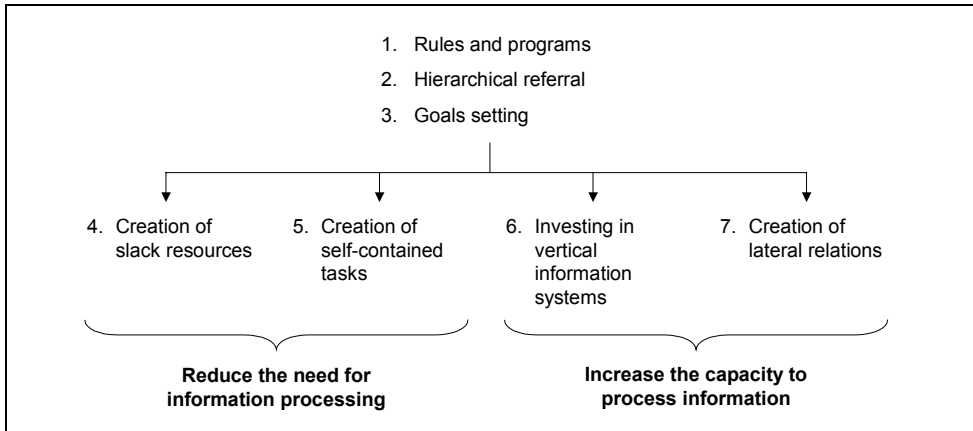 1. Rules and programs
2. Hierarchical referral
3. Goals setting
4. Creation of
slack resources
5. Creation of
self-contained
tasks
6. Investing in
vertical
information
systems
7. Creation of
lateral relations
Reduce the need for
information processing
Increase the capacity to
process information